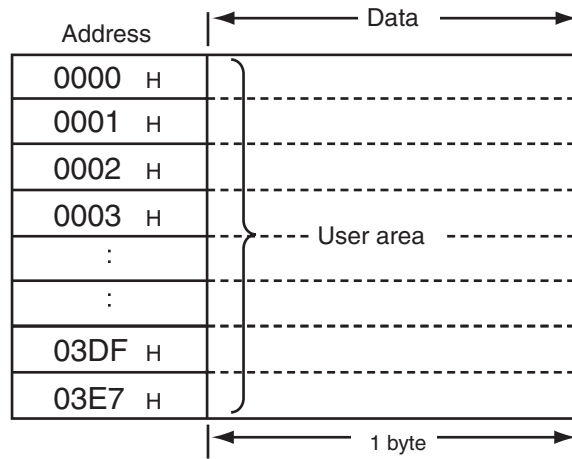 Address
Data
0000 H
0001 H
0002 H
0003 H
User area
:
:
03DF H
03E7 H
1 byte